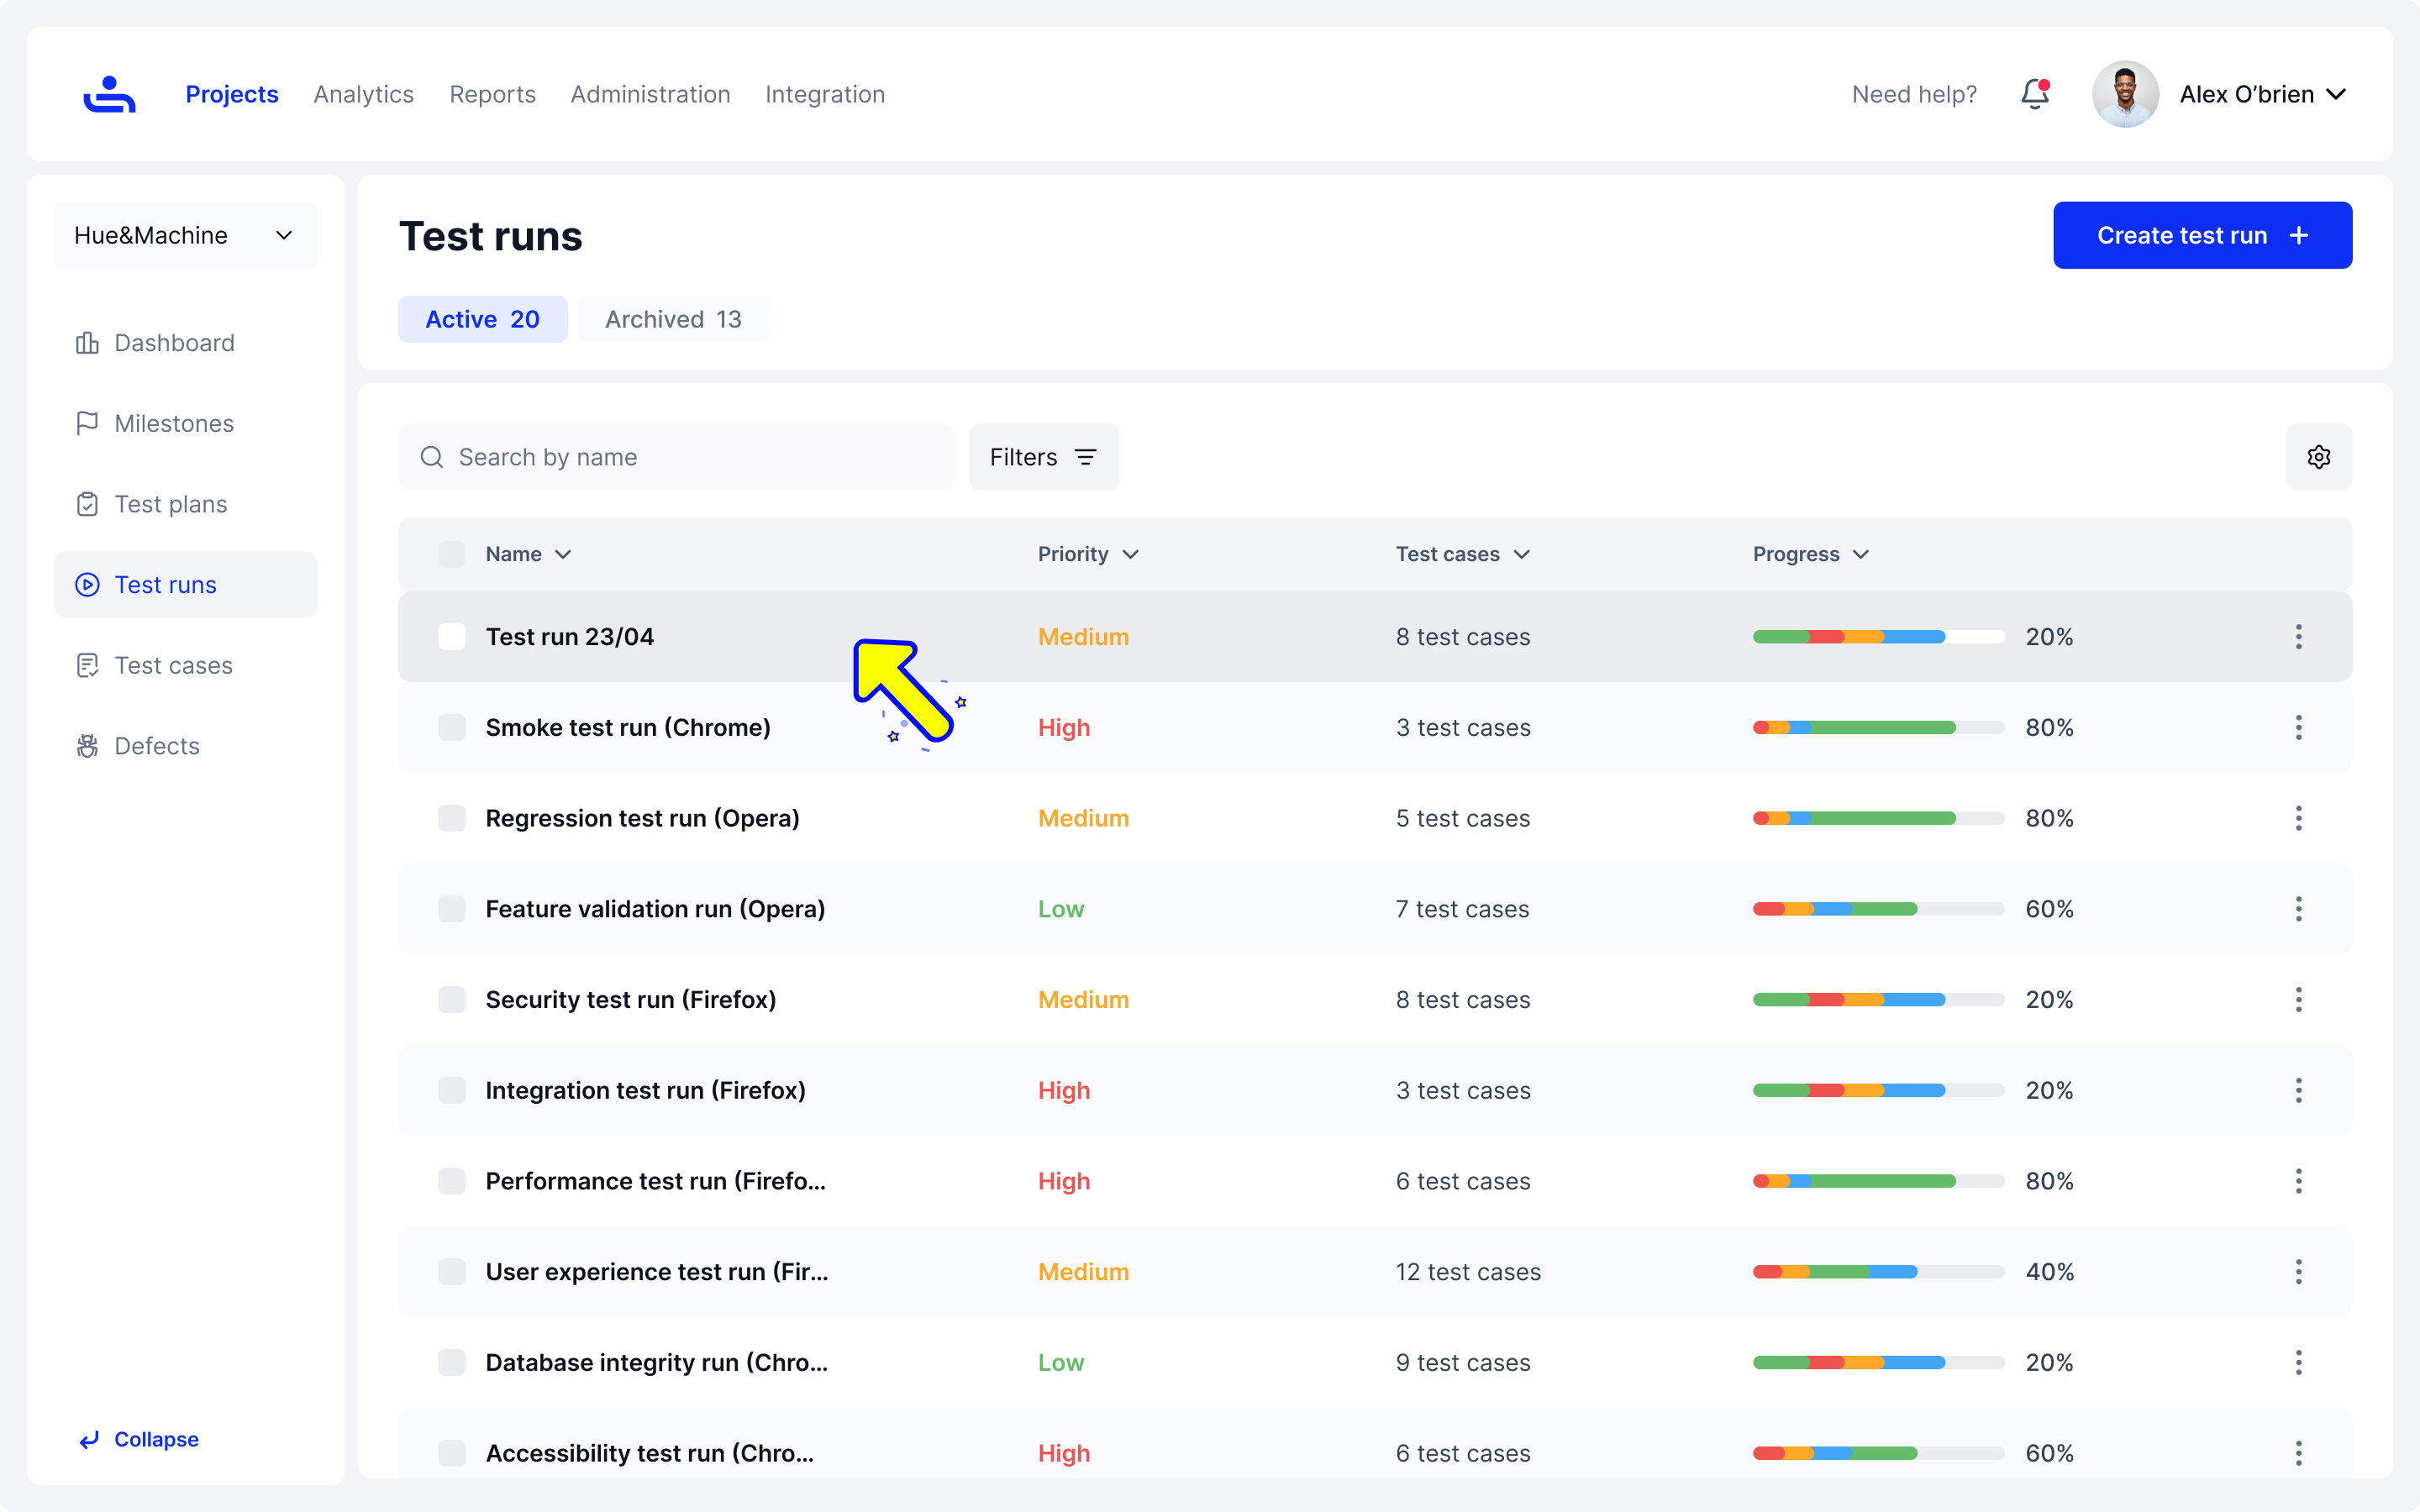 Projects Analytics Reports Administration Integration Need help? Alex O’brien
Hue&Machine
Dashboard
Milestones
Test plans
Test runs
Test cases
Defects
Collapse
Test runs
Create test run
Active 20 Archived 13
Search by name Filters
Name Priority Test cases Progress
Test run 23/04 Medium 8 test cases 20%
Smoke test run (Chrome) High 3 test cases 80%
Regression test run (Opera) Medium 5 test cases 80%
Feature validation run (Opera) Low 7 test cases 60%
Security test run (Firefox) Medium 8 test cases 20%
Integration test run (Firefox) High 3 test cases 20%
Performance test run (Firefo... High 6 test cases 80%
User experience test run (Fir... Medium 12 test cases 40%
Database integrity run (Chro... Low 9 test cases 20%
Accessibility test run (Chro... High 6 test cases 60%